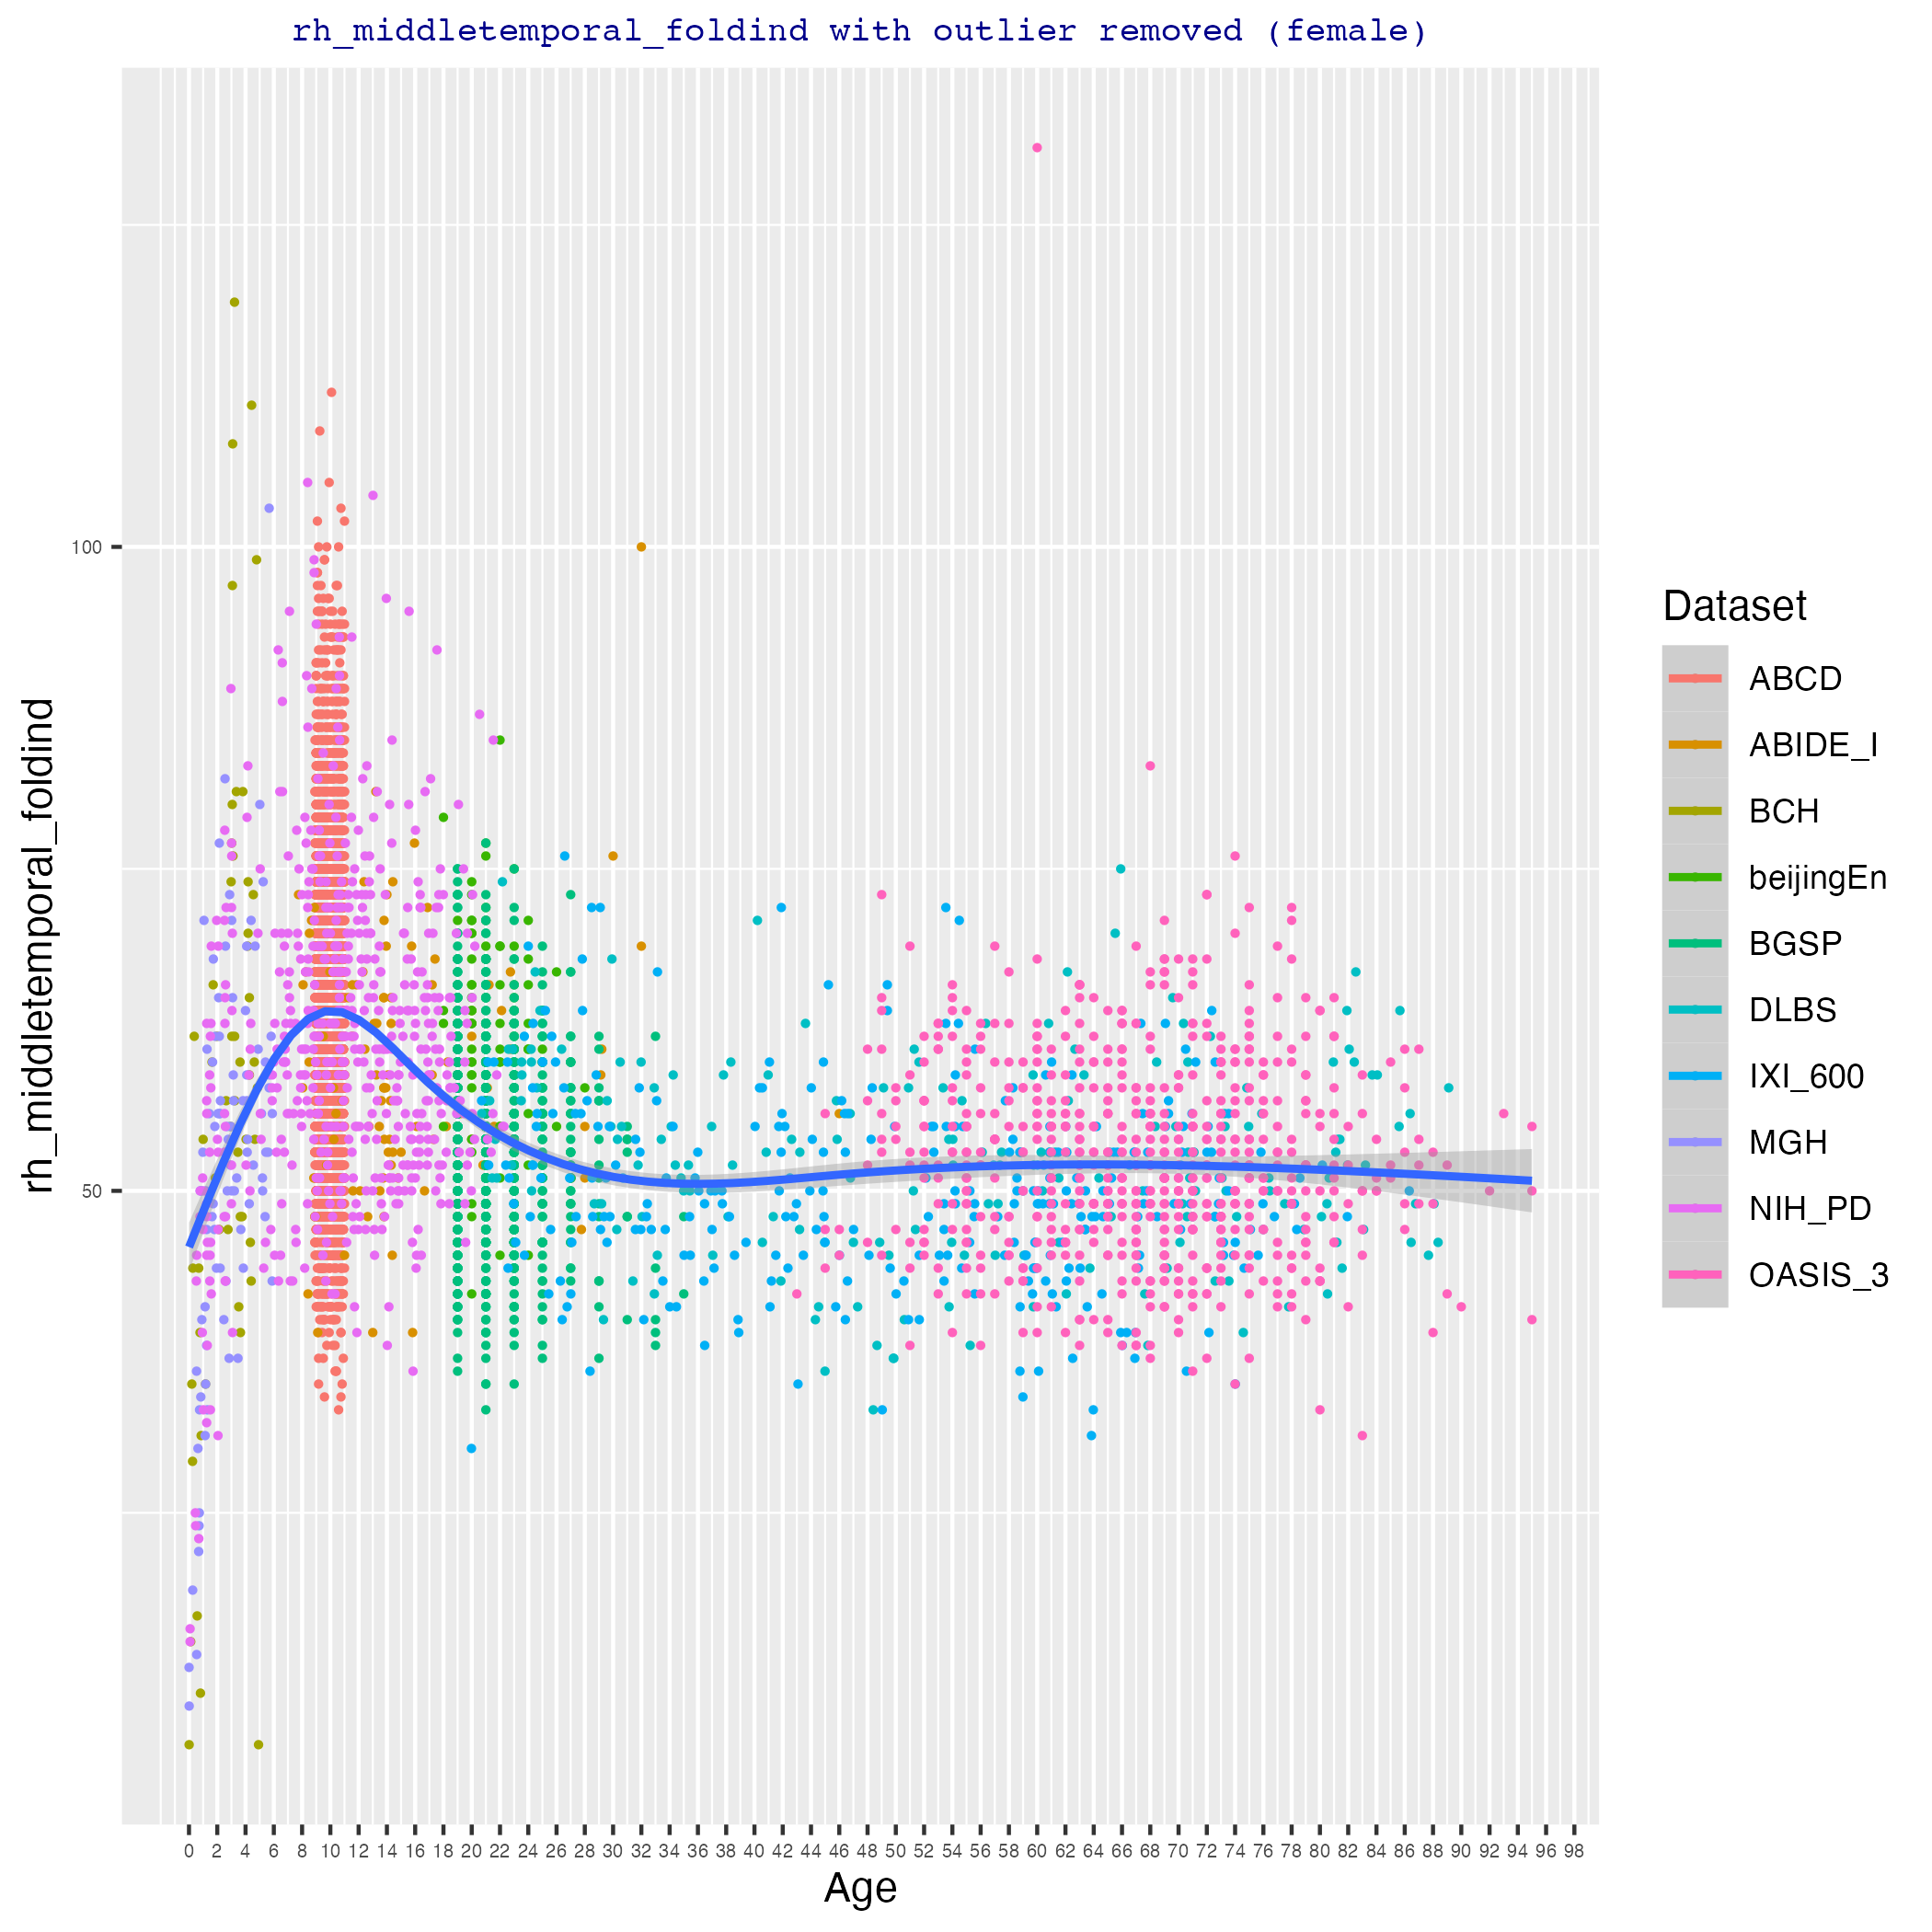 rh_middletemporal_foldind with outlier removed (female)
rh_middletemporal_foldind
100
50
0 2 4 6 8 10 12 14 16 18 20 22 24 26 28 30 32 34 36 38 40 42 44 46 48 50 52 54 56 58 60 62 64 66 68 70 72 74 76 78 80 82 84 86 88 90 92 94 96 98
Age
Dataset
ABCD
ABIDE_I
BCH
beijingEn
BGSP
DLBS
IXI_600
MGH
NIH_PD
OASIS_3